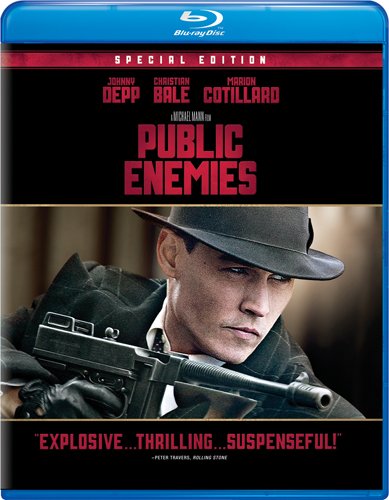 Blu-ray Disc
SPECIAL EDITION
JOHNNY DEPP
CHRISTIAN BALE
MARION COTILLARD
A MICHAEL MANN FILM
PUBLIC
ENEMIES
"EXPLOSIVE...THRILLING...SUSPENSEFUL!"
–PETER TRAVERS, ROLLING STONE